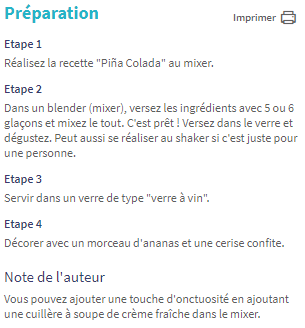 Préparation
Imprimer
Etape 1
Réalisez la recette "Piña Colada" au mixer.
Etape 2
Dans un blender (mixer), versez les ingrédients avec 5 ou 6
glaçons et mixez le tout. C'est prêt ! Versez dans le verre et
dégustez. Peut aussi se réaliser au shaker si c'est juste pour
une personne.
Etape 3
Servir dans un verre de type "verre à vin".
Etape 4
Décorer avec un morceau d'ananas et une cerise confite.
Note de l'auteur
Vous pouvez ajouter une touche d'onctuosité en ajoutant
une cuillère à soupe de crème fraîche dans le mixer.